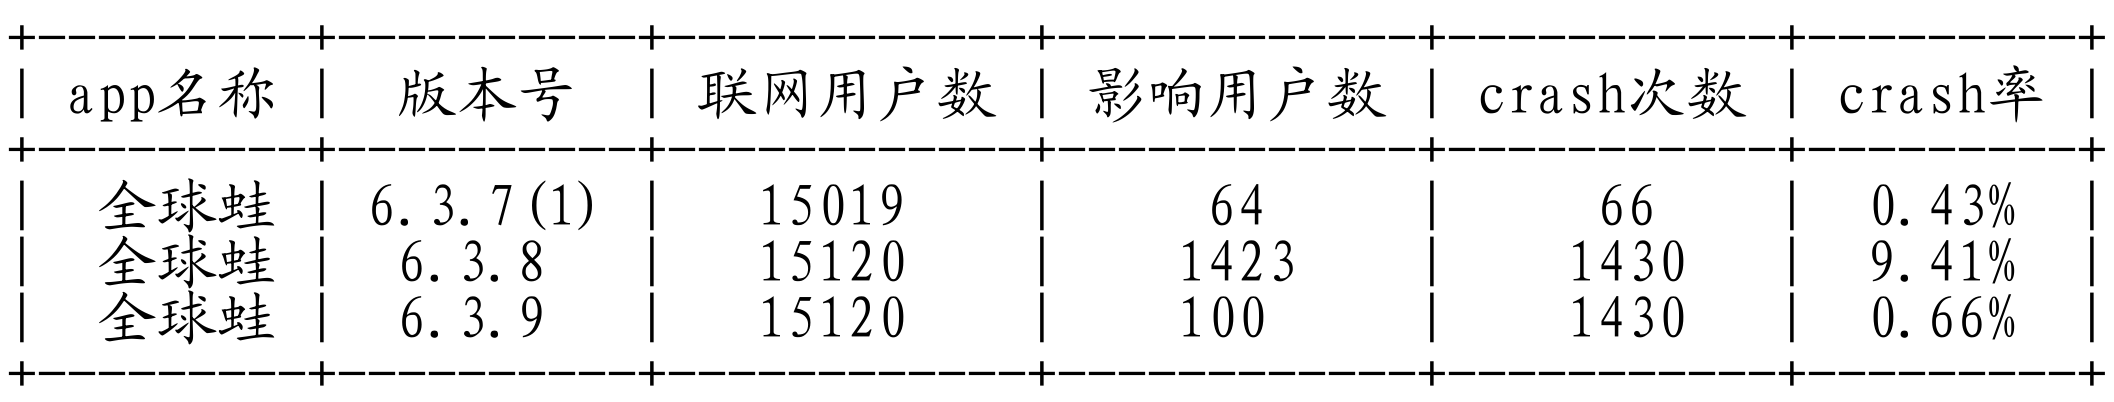 +----------+----------+------------+------------+-----------+---------+
| app名称 | 版本号 | 联网用户数 | 影响用户数 | crash次数 | crash率 |
+----------+----------+------------+------------+-----------+---------+
| 全球蛙 | 6.3.7(1) | 15019 | 64 | 66 | 0.43% |
| 全球蛙 | 6.3.8 | 15120 | 1423 | 1430 | 9.41% |
| 全球蛙 | 6.3.9 | 15120 | 100 | 1430 | 0.66% |
+----------+----------+------------+------------+-----------+---------+